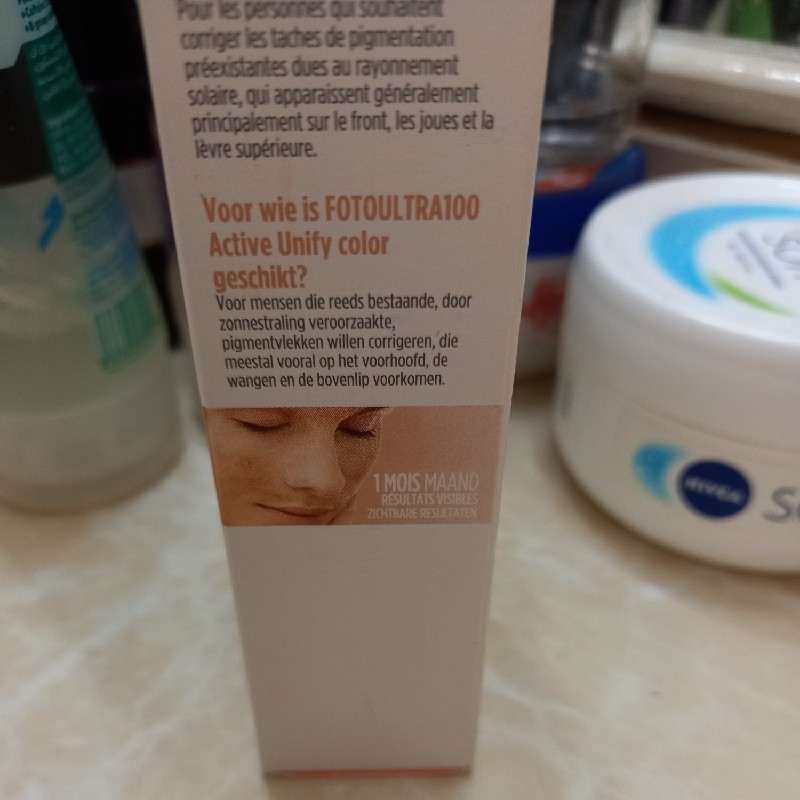 Pour les personnes qui souhaitent
corriger les taches de pigmentation
préexistantes dues au rayonnement
solaire, qui apparaissent généralement
principalement sur le front, les joues et la
lèvre supérieure.
Voor wie is FOTOULTRA100
Active Unify color
geschikt?
Voor mensen die reeds bestaande, door
zonnestraling veroorzaakte,
pigmentvlekken willen corrigeren, die
meestal vooral op het voorhoofd, de
wangen en de bovenlip voorkomen.
1 MOIS MAAND
RÉSULTATS VISIBLES
ZICHTBARE RESULTATEN
NIVEA